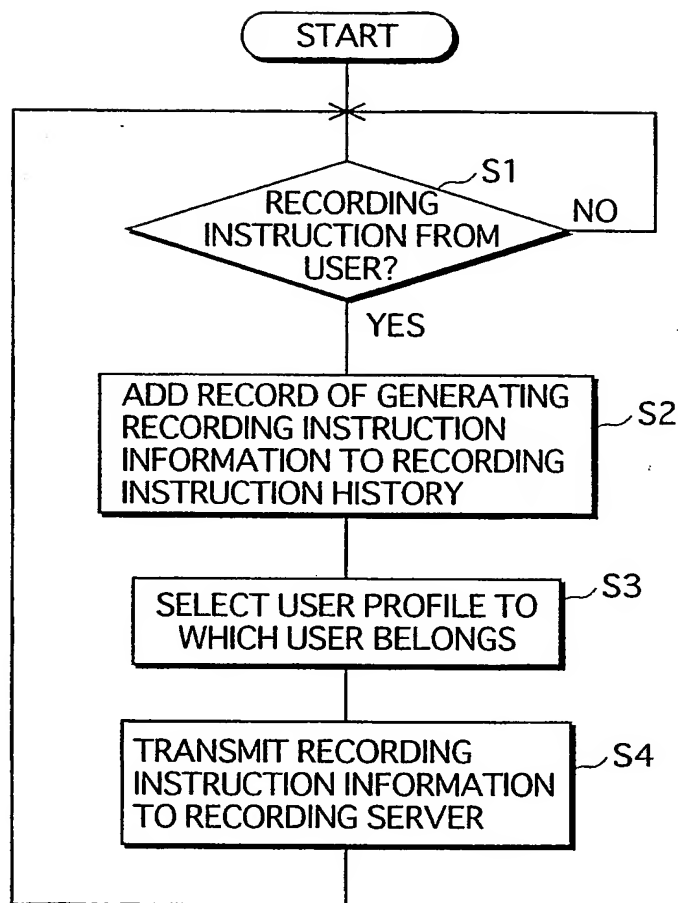 START
S1
RECORDING
INSTRUCTION FROM
USER?
NO
YES
ADD RECORD OF GENERATING
RECORDING INSTRUCTION
INFORMATION TO RECORDING
INSTRUCTION HISTORY
S2
SELECT USER PROFILE TO
WHICH USER BELONGS
S3
TRANSMIT RECORDING
INSTRUCTION INFORMATION
TO RECORDING SERVER
S4